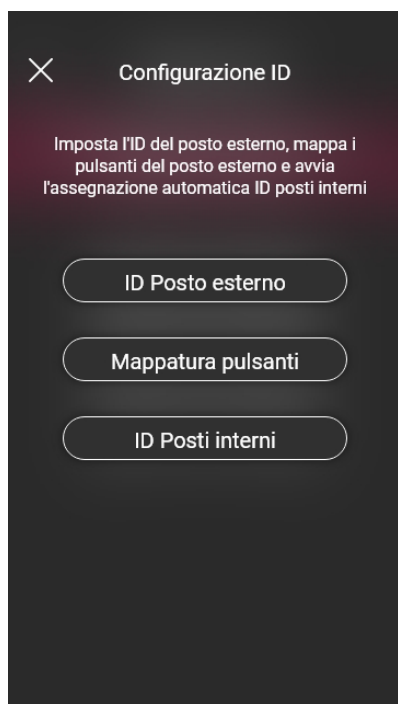 Configurazione ID
Imposta l'ID del posto esterno, mappa i
pulsanti del posto esterno e avvia
l'assegnazione automatica ID posti interni
ID Posto esterno
Mappatura pulsanti
ID Posti interni